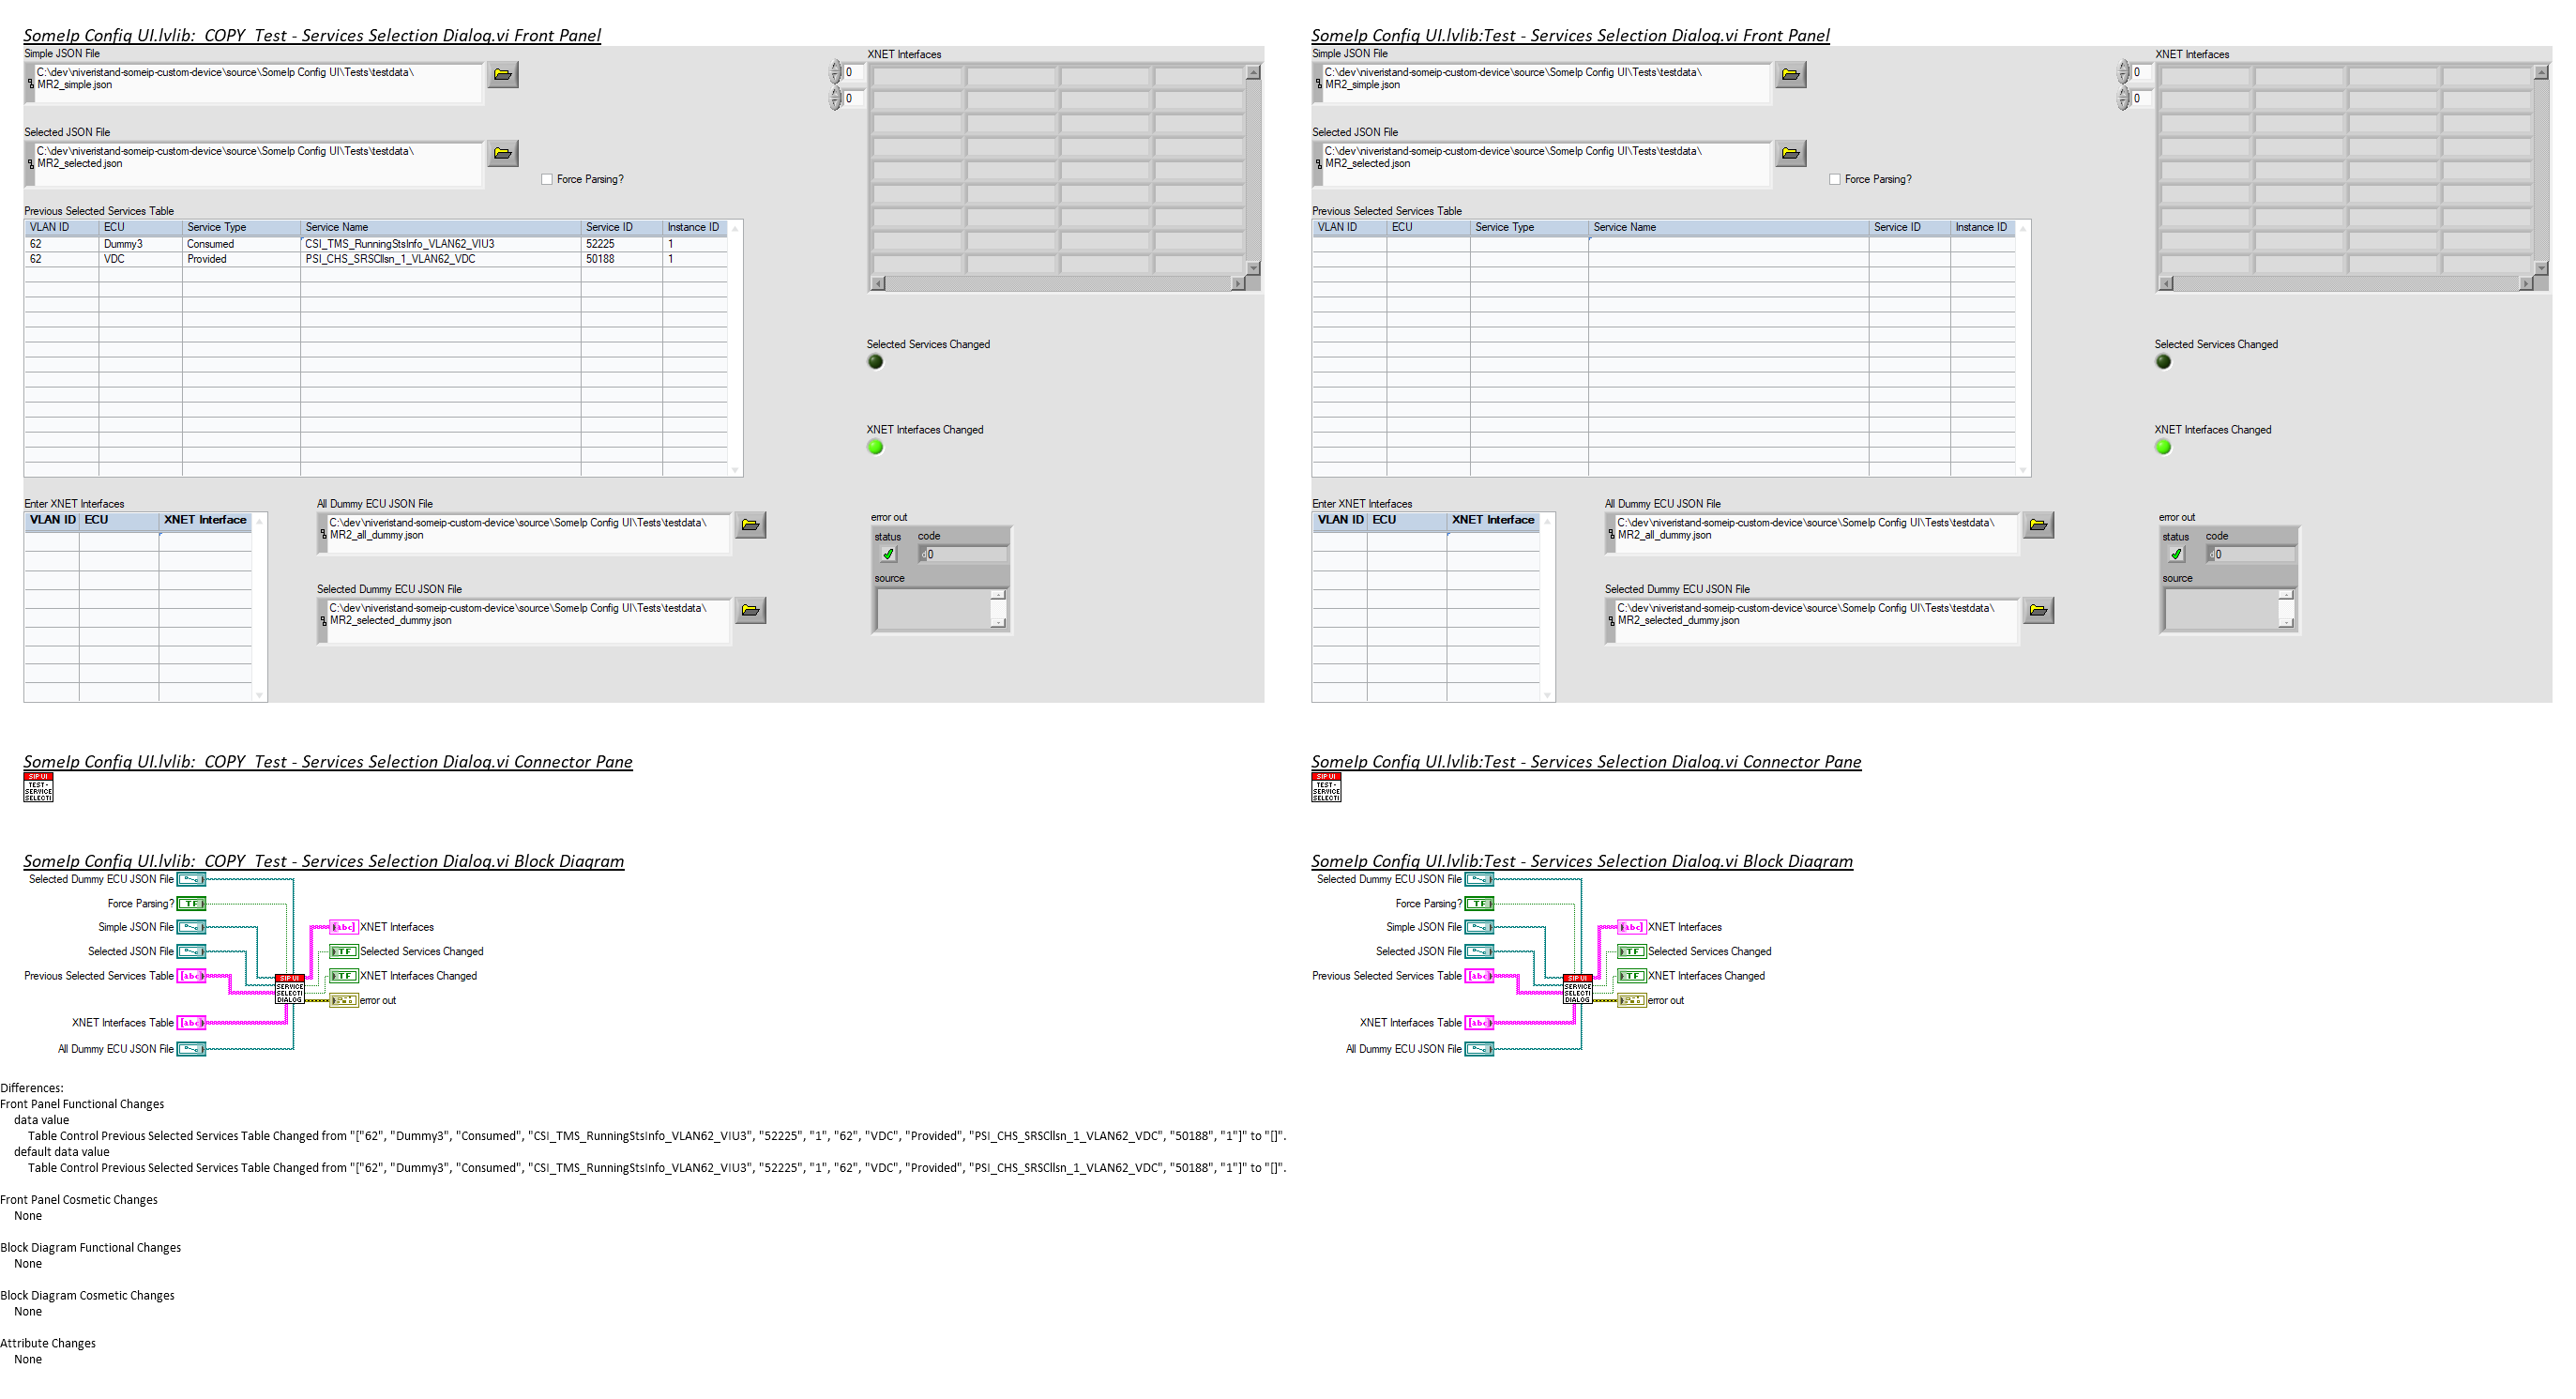 SomeIp Config UI.lvlib:_COPY_Test - Services Selection Dialog.vi Front Panel
Simple JSON File
C:\dev\niveristand-someip-custom-device\source\SomeIp Config UI\Tests\testdata\
MR2_simple.json
Selected JSON File
C:\dev\niveristand-someip-custom-device\source\SomeIp Config UI\Tests\testdata\
MR2_selected.json
Force Parsing?
XNET Interfaces
0
0
Previous Selected Services Table
VLAN ID ECU Service Type Service Name Service ID Instance ID
62 Dummy3 Consumed CSI_TMS_RunningStsInfo_VLAN62_VIU3 52225 1
62 VDC Provided PSI_CHS_SRSCllsn_1_VLAN62_VDC 50188 1
Selected Services Changed
XNET Interfaces Changed
Enter XNET Interfaces
VLAN ID ECU XNET Interface
All Dummy ECU JSON File
C:\dev\niveristand-someip-custom-device\source\SomeIp Config UI\Tests\testdata\
MR2_all_dummy.json
Selected Dummy ECU JSON File
C:\dev\niveristand-someip-custom-device\source\SomeIp Config UI\Tests\testdata\
MR2_selected_dummy.json
error out
status code
d 0
source
SomeIp Config UI.lvlib:Test - Services Selection Dialog.vi Front Panel
Simple JSON File
C:\dev\niveristand-someip-custom-device\source\SomeIp Config UI\Tests\testdata\
MR2_simple.json
Selected JSON File
C:\dev\niveristand-someip-custom-device\source\SomeIp Config UI\Tests\testdata\
MR2_selected.json
Force Parsing?
XNET Interfaces
0
0
Previous Selected Services Table
VLAN ID ECU Service Type Service Name Service ID Instance ID
Selected Services Changed
XNET Interfaces Changed
Enter XNET Interfaces
VLAN ID ECU XNET Interface
All Dummy ECU JSON File
C:\dev\niveristand-someip-custom-device\source\SomeIp Config UI\Tests\testdata\
MR2_all_dummy.json
Selected Dummy ECU JSON File
C:\dev\niveristand-someip-custom-device\source\SomeIp Config UI\Tests\testdata\
MR2_selected_dummy.json
error out
status code
d 0
source
SomeIp Config UI.lvlib:_COPY_Test - Services Selection Dialog.vi Connector Pane
SIP UI
TEST -
SERVICE
SELECTI
SomeIp Config UI.lvlib:Test - Services Selection Dialog.vi Connector Pane
SIP UI
TEST -
SERVICE
SELECTI
SomeIp Config UI.lvlib:_COPY_Test - Services Selection Dialog.vi Block Diagram
Selected Dummy ECU JSON File
Force Parsing? TF
Simple JSON File
Selected JSON File
Previous Selected Services Table [abc]
XNET Interfaces Table [abc]
All Dummy ECU JSON File
SIP UI
SERVICE
SELECTI
DIALOG
[abc] XNET Interfaces
TF Selected Services Changed
TF XNET Interfaces Changed
error out
SomeIp Config UI.lvlib:Test - Services Selection Dialog.vi Block Diagram
Selected Dummy ECU JSON File
Force Parsing? TF
Simple JSON File
Selected JSON File
Previous Selected Services Table [abc]
XNET Interfaces Table [abc]
All Dummy ECU JSON File
SIP UI
SERVICE
SELECTI
DIALOG
[abc] XNET Interfaces
TF Selected Services Changed
TF XNET Interfaces Changed
error out
Differences:
Front Panel Functional Changes
data value
Table Control Previous Selected Services Table Changed from "["62", "Dummy3", "Consumed", "CSI_TMS_RunningStsInfo_VLAN62_VIU3", "52225", "1", "62", "VDC", "Provided", "PSI_CHS_SRSCllsn_1_VLAN62_VDC", "50188", "1"]" to "[]".
default data value
Table Control Previous Selected Services Table Changed from "["62", "Dummy3", "Consumed", "CSI_TMS_RunningStsInfo_VLAN62_VIU3", "52225", "1", "62", "VDC", "Provided", "PSI_CHS_SRSCllsn_1_VLAN62_VDC", "50188", "1"]" to "[]".
Front Panel Cosmetic Changes
None
Block Diagram Functional Changes
None
Block Diagram Cosmetic Changes
None
Attribute Changes
None